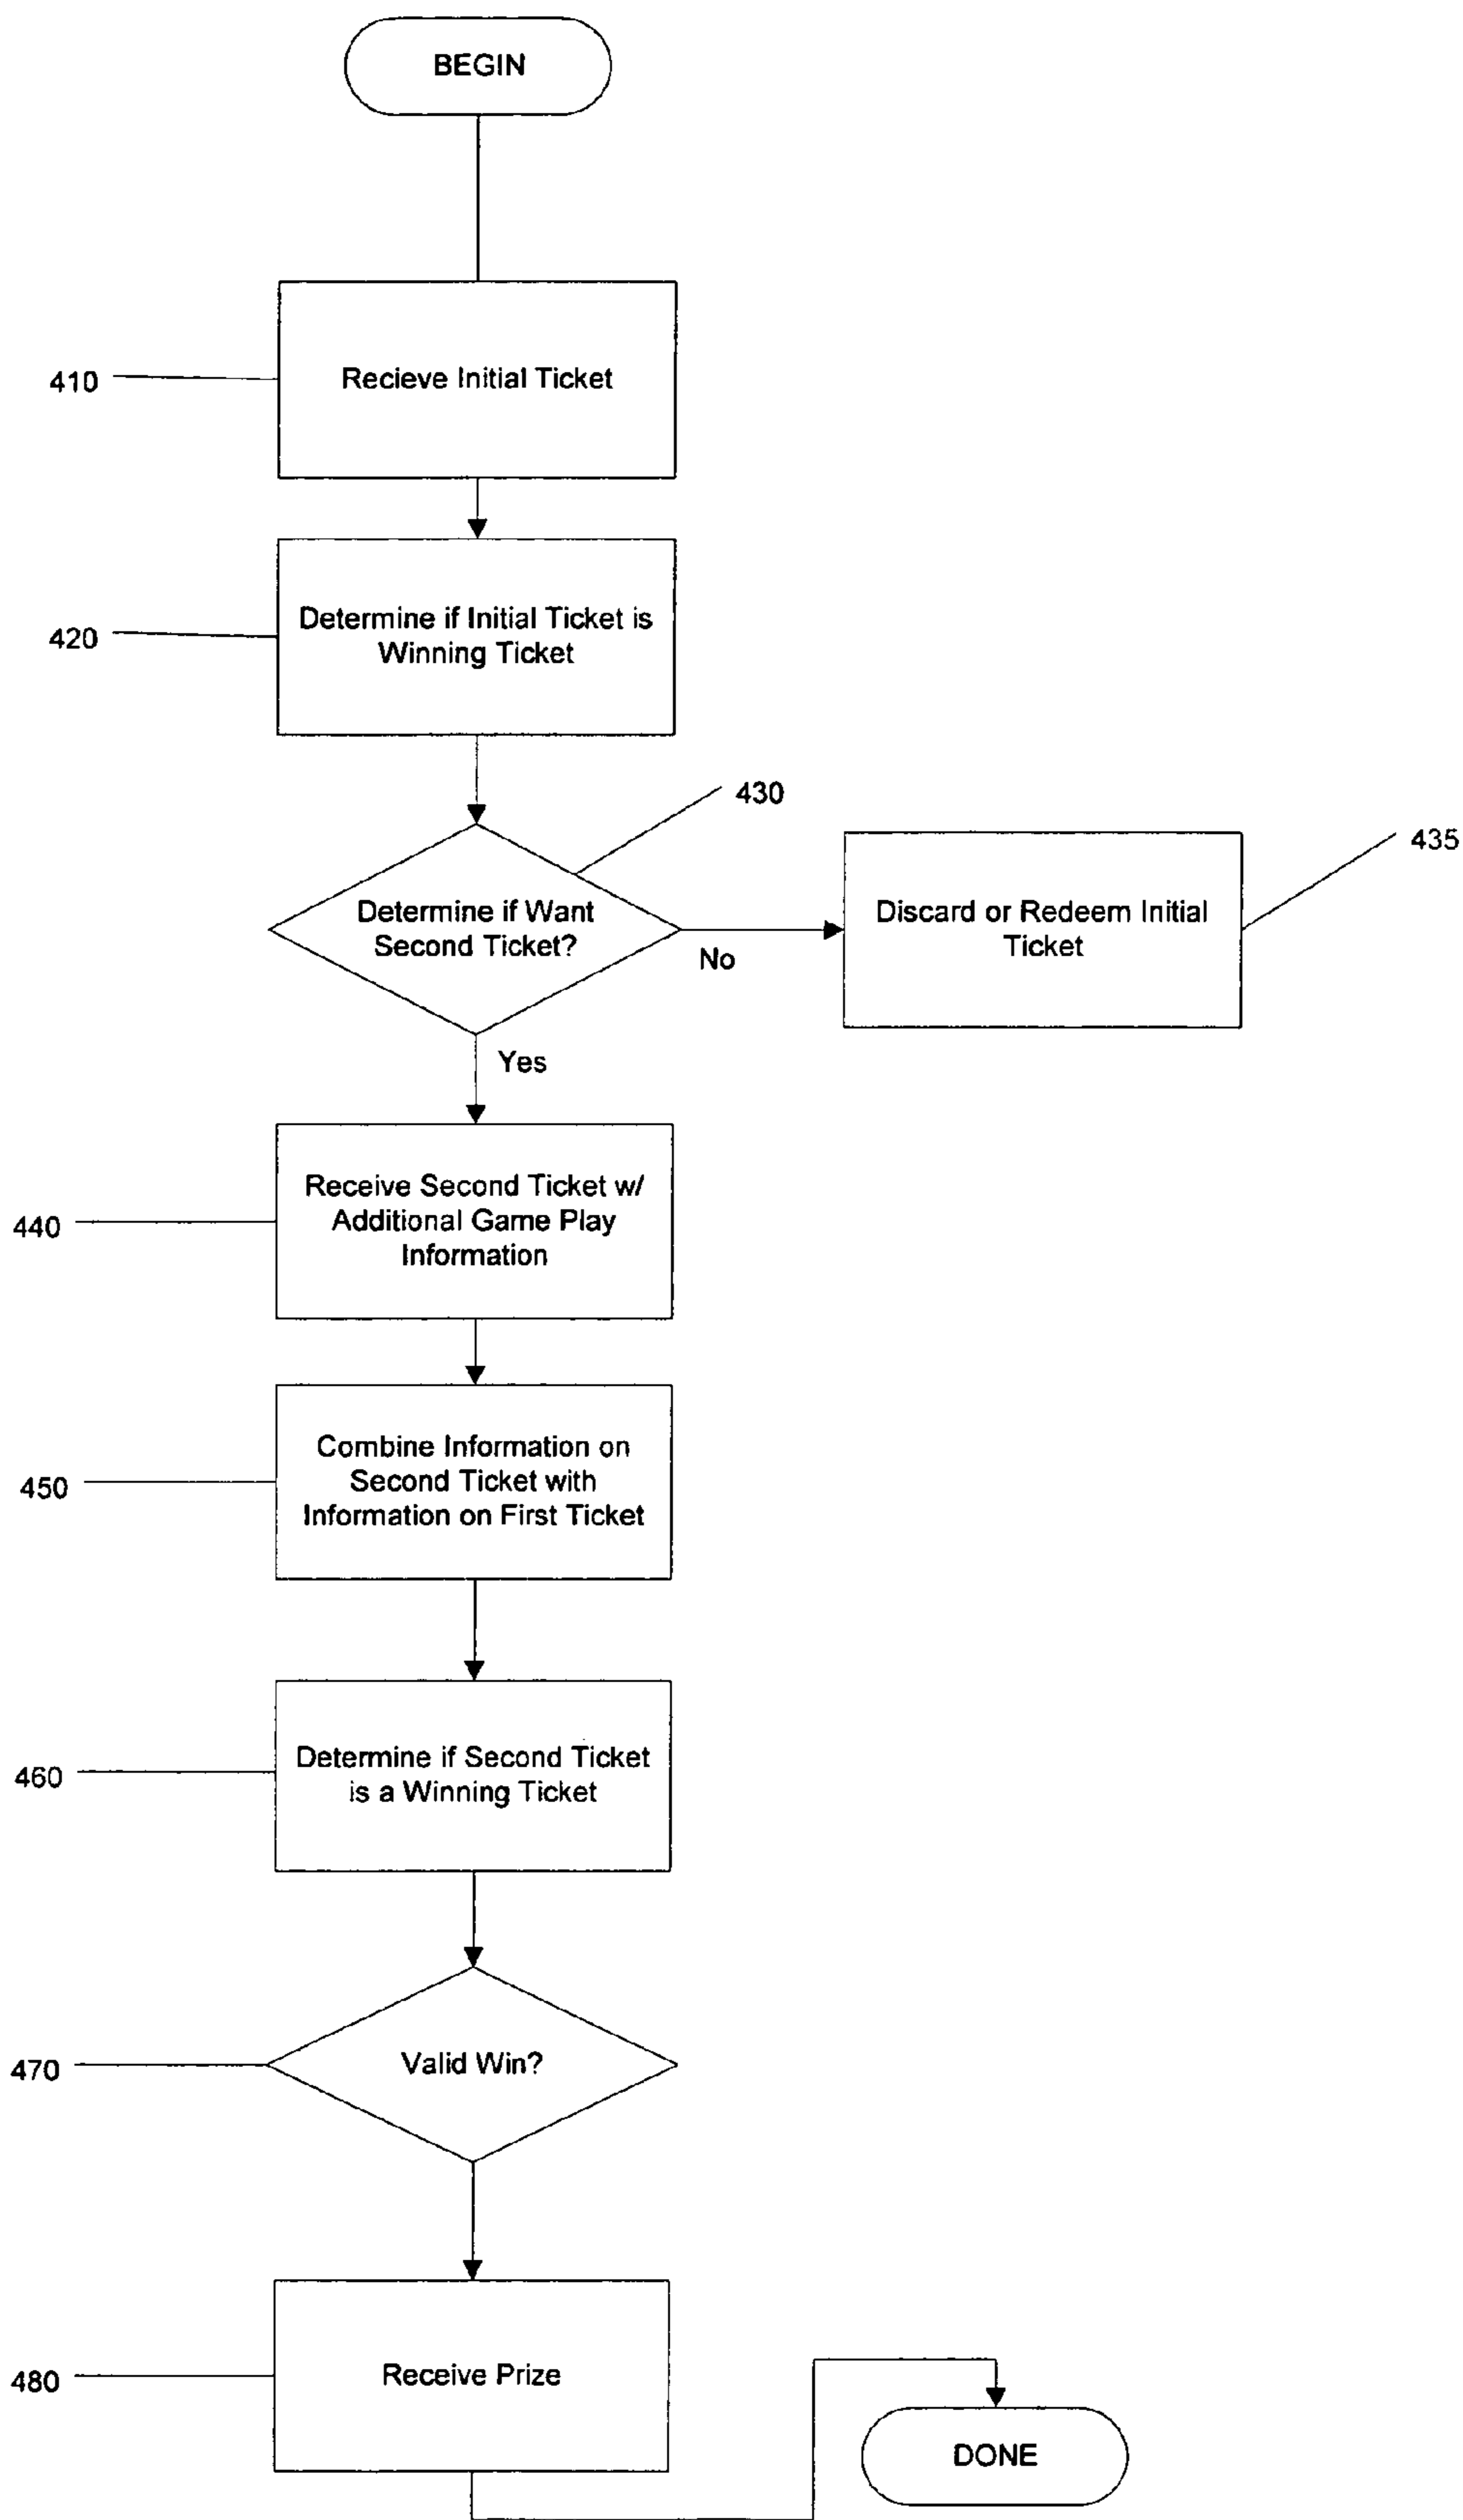 BEGIN
410
Recieve Initial Ticket
420
Determine if Initial Ticket is
Winning Ticket
430
Determine if Want
Second Ticket?
No
Discard or Redeem Initial
Ticket
435
Yes
440
Receive Second Ticket w/
Additional Game Play
Information
450
Combine Information on
Second Ticket with
Information on First Ticket
460
Determine if Second Ticket
is a Winning Ticket
470
Valid Win?
480
Receive Prize
DONE